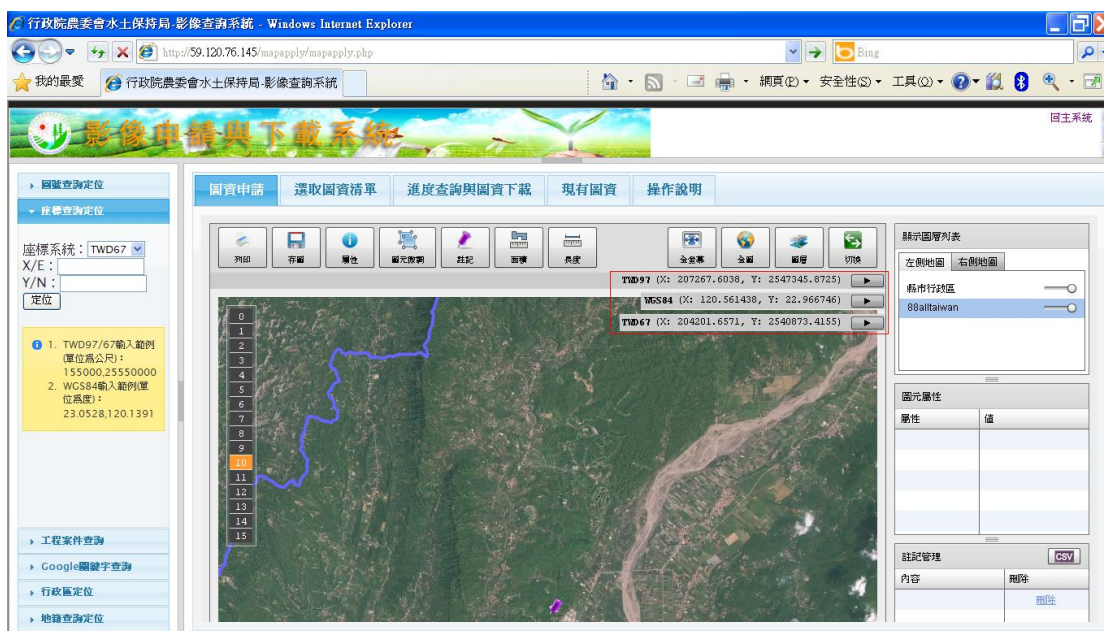 行政院農委會水土保持局-影像查詢系統 - Windows Internet Explorer
http://59.120.76.145/mapapply/mapapply.php
Bing
我的最愛
行政院農委會水土保持局-影像查詢系統
網頁(P)
安全性(S)
工具(O)
影像申請與下載系統
回主系統
圖號查詢定位
座標查詢定位
座標系統：
TWD67
X/E：
Y/N：
定位
1. TWD97/67輸入範例
(單位為公尺)：
155000,25550000
2. WGS84輸入範例(單
位為度)：
23.0528,120.1391
工程案件查詢
Google關鍵字查詢
行政區定位
地籍查詢定位
圖資申請
選取圖資清單
進度查詢與圖資下載
現有圖資
操作說明
列印
存圖
屬性
圖元微調
註記
面積
長度
全螢幕
全圖
圖層
切換
TWD97 (X: 207267.6038, Y: 2547345.8725)
WGS84 (X: 120.561438, Y: 22.966746)
TWD67 (X: 204201.6571, Y: 2540873.4155)
0
1
2
3
4
5
6
7
8
9
10
11
12
13
14
15
顯示圖層列表
左側地圖
右側地圖
縣市行政區
88alltaiwan
圖元屬性
屬性
值
註記管理
CSV
內容
刪除
刪除